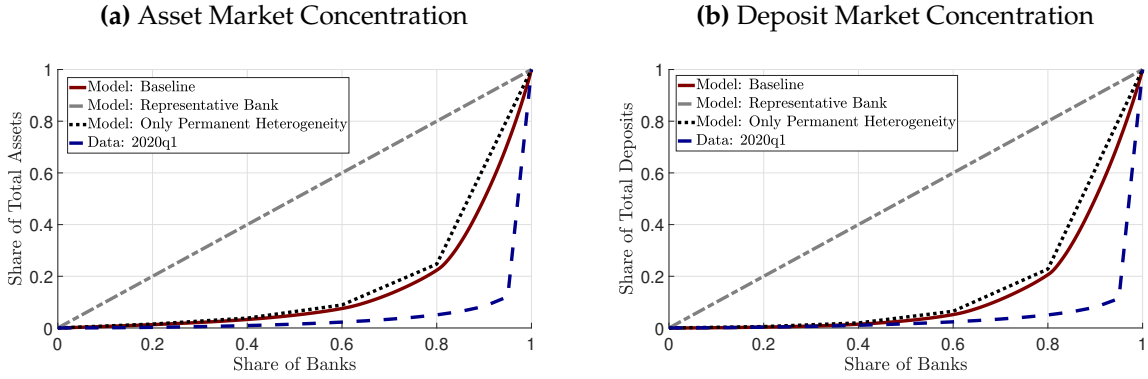 (a) Asset Market Concentration
1
0.8
0.6
0.4
0.2
0
Share of Total Assets
Model: Baseline
Model: Representative Bank
Model: Only Permanent Heterogeneity
Data: 2020q1
0 0.2 0.4 0.6 0.8 1
Share of Banks
(b) Deposit Market Concentration
1
0.8
0.6
0.4
0.2
0
Share of Total Deposits
Model: Baseline
Model: Representative Bank
Model: Only Permanent Heterogeneity
Data: 2020q1
0 0.2 0.4 0.6 0.8 1
Share of Banks